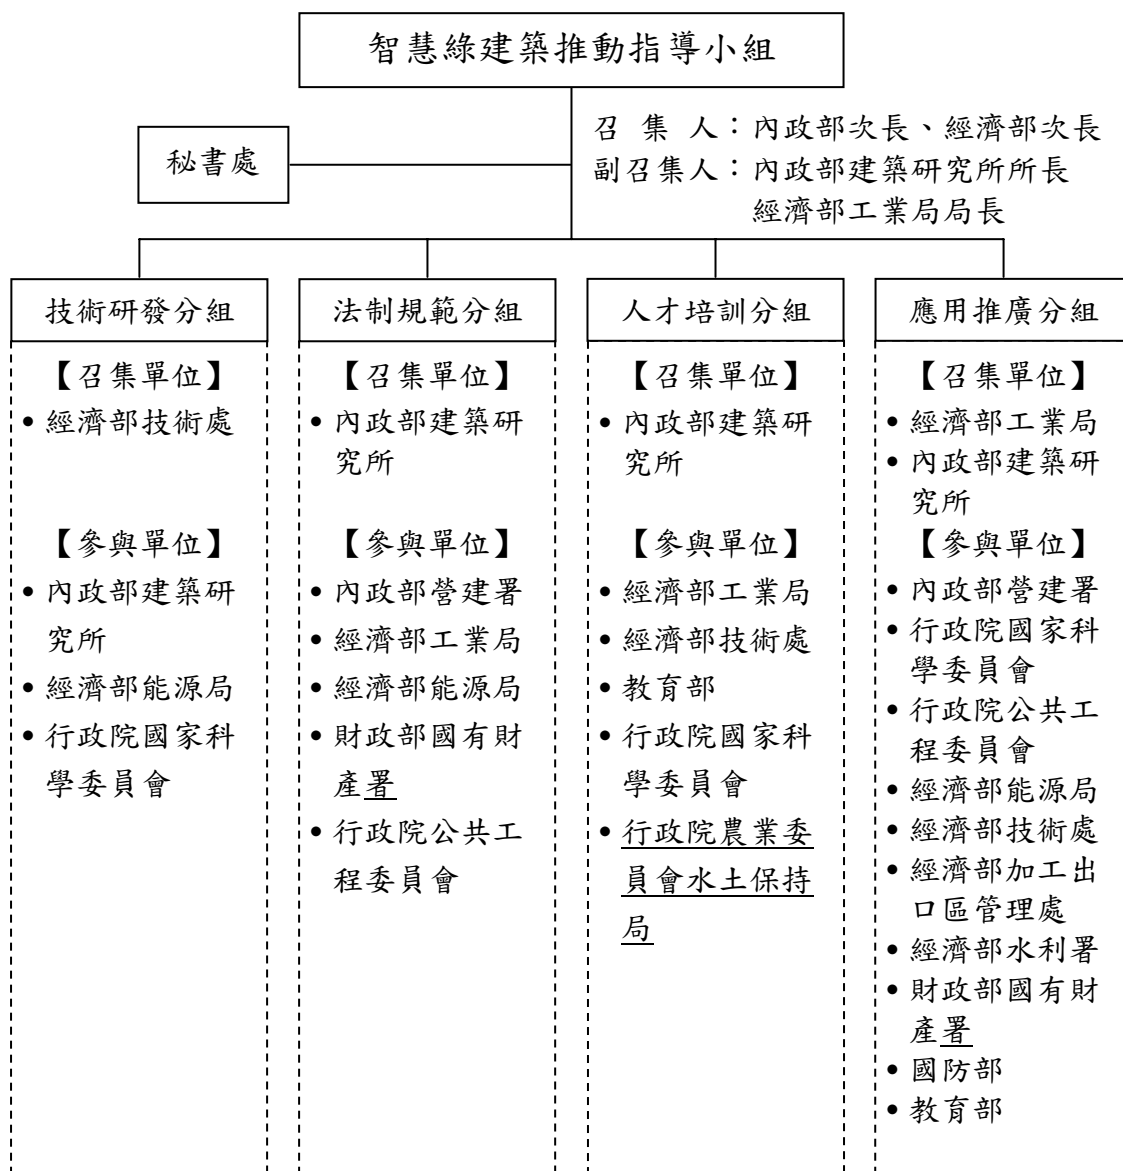 智慧綠建築推動指導小組
秘書處
召 集 人：內政部次長、經濟部次長
副召集人：內政部建築研究所所長
經濟部工業局局長
技術研發分組
【召集單位】
• 經濟部技術處
【參與單位】
• 內政部建築研
究所
• 經濟部能源局
• 行政院國家科
學委員會
法制規範分組
【召集單位】
• 內政部建築研
究所
【參與單位】
• 內政部營建署
• 經濟部工業局
• 經濟部能源局
• 財政部國有財
產署
• 行政院公共工
程委員會
人才培訓分組
【召集單位】
• 內政部建築研
究所
【參與單位】
• 經濟部工業局
• 經濟部技術處
• 教育部
• 行政院國家科
學委員會
• 行政院農業委
員會水土保持
局
應用推廣分組
【召集單位】
• 經濟部工業局
• 內政部建築研
究所
【參與單位】
• 內政部營建署
• 行政院國家科
學委員會
• 行政院公共工
程委員會
• 經濟部能源局
• 經濟部技術處
• 經濟部加工出
口區管理處
• 經濟部水利署
• 財政部國有財
產署
• 國防部
• 教育部